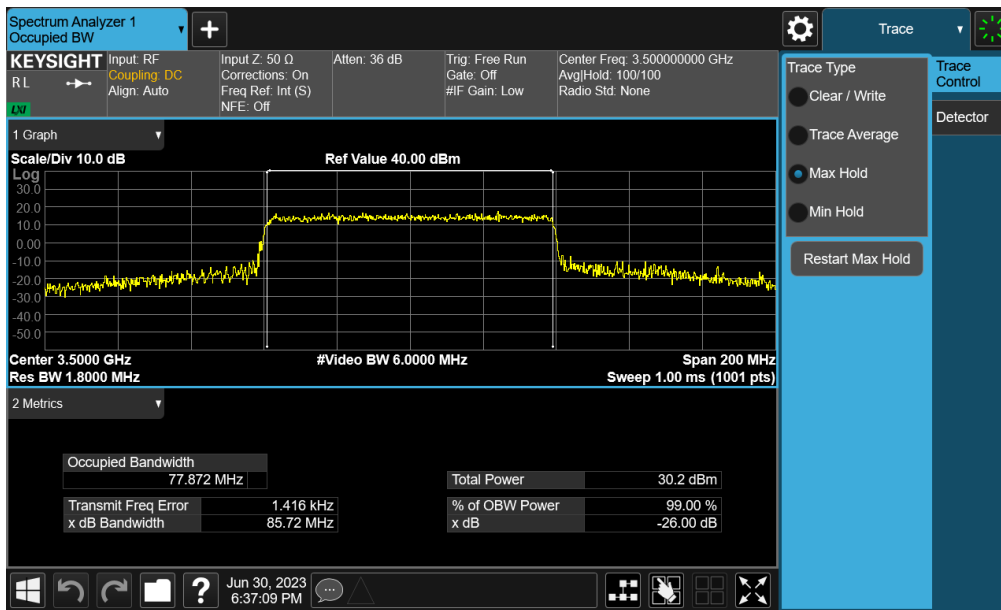 Spectrum Analyzer 1
Occupied BW
Trace
KEYSIGHT
R L
LXI
Input: RF
Coupling: DC
Align: Auto
Input Z: 50 Ω
Corrections: On
Freq Ref: Int (S)
NFE: Off
Atten: 36 dB
Trig: Free Run
Gate: Off
#IF Gain: Low
Center Freq: 3.500000000 GHz
Avg|Hold: 100/100
Radio Std: None
Trace Type
Clear / Write
Trace Average
Max Hold
Min Hold
Restart Max Hold
Trace
Control
Detector
1 Graph
Scale/Div 10.0 dB
Ref Value 40.00 dBm
Log
30.0
20.0
10.0
0.00
-10.0
-20.0
-30.0
-40.0
-50.0
Center 3.5000 GHz
#Video BW 6.0000 MHz
Span 200 MHz
Res BW 1.8000 MHz
Sweep 1.00 ms (1001 pts)
2 Metrics
Occupied Bandwidth
77.872 MHz
Total Power 30.2 dBm
Transmit Freq Error 1.416 kHz
% of OBW Power 99.00 %
x dB Bandwidth 85.72 MHz
x dB -26.00 dB
?
Jun 30, 2023
6:37:09 PM